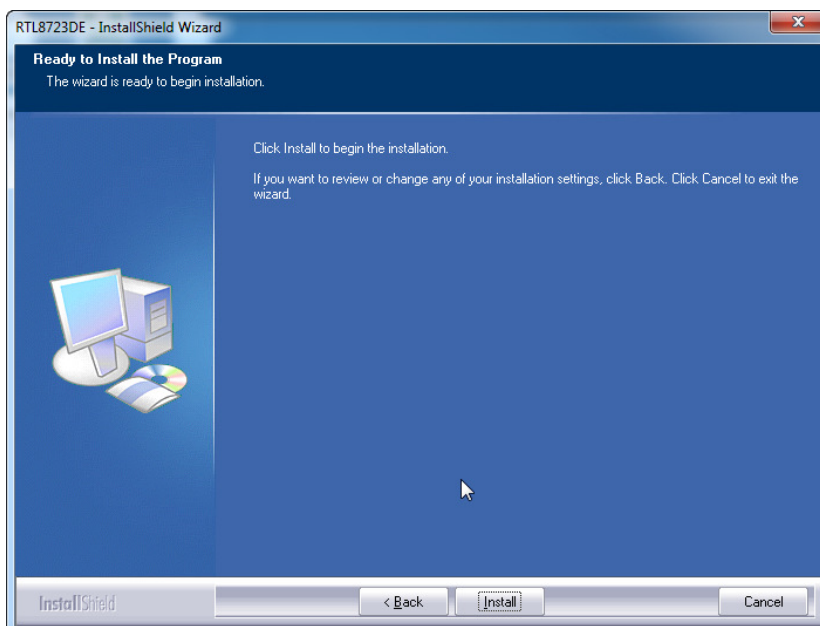 RTL8723DE - InstallShield Wizard
Ready to Install the Program
The wizard is ready to begin installation.
Click Install to begin the installation.
If you want to review or change any of your installation settings, click Back. Click Cancel to exit the
wizard.
InstallShield
< Back
Install
Cancel